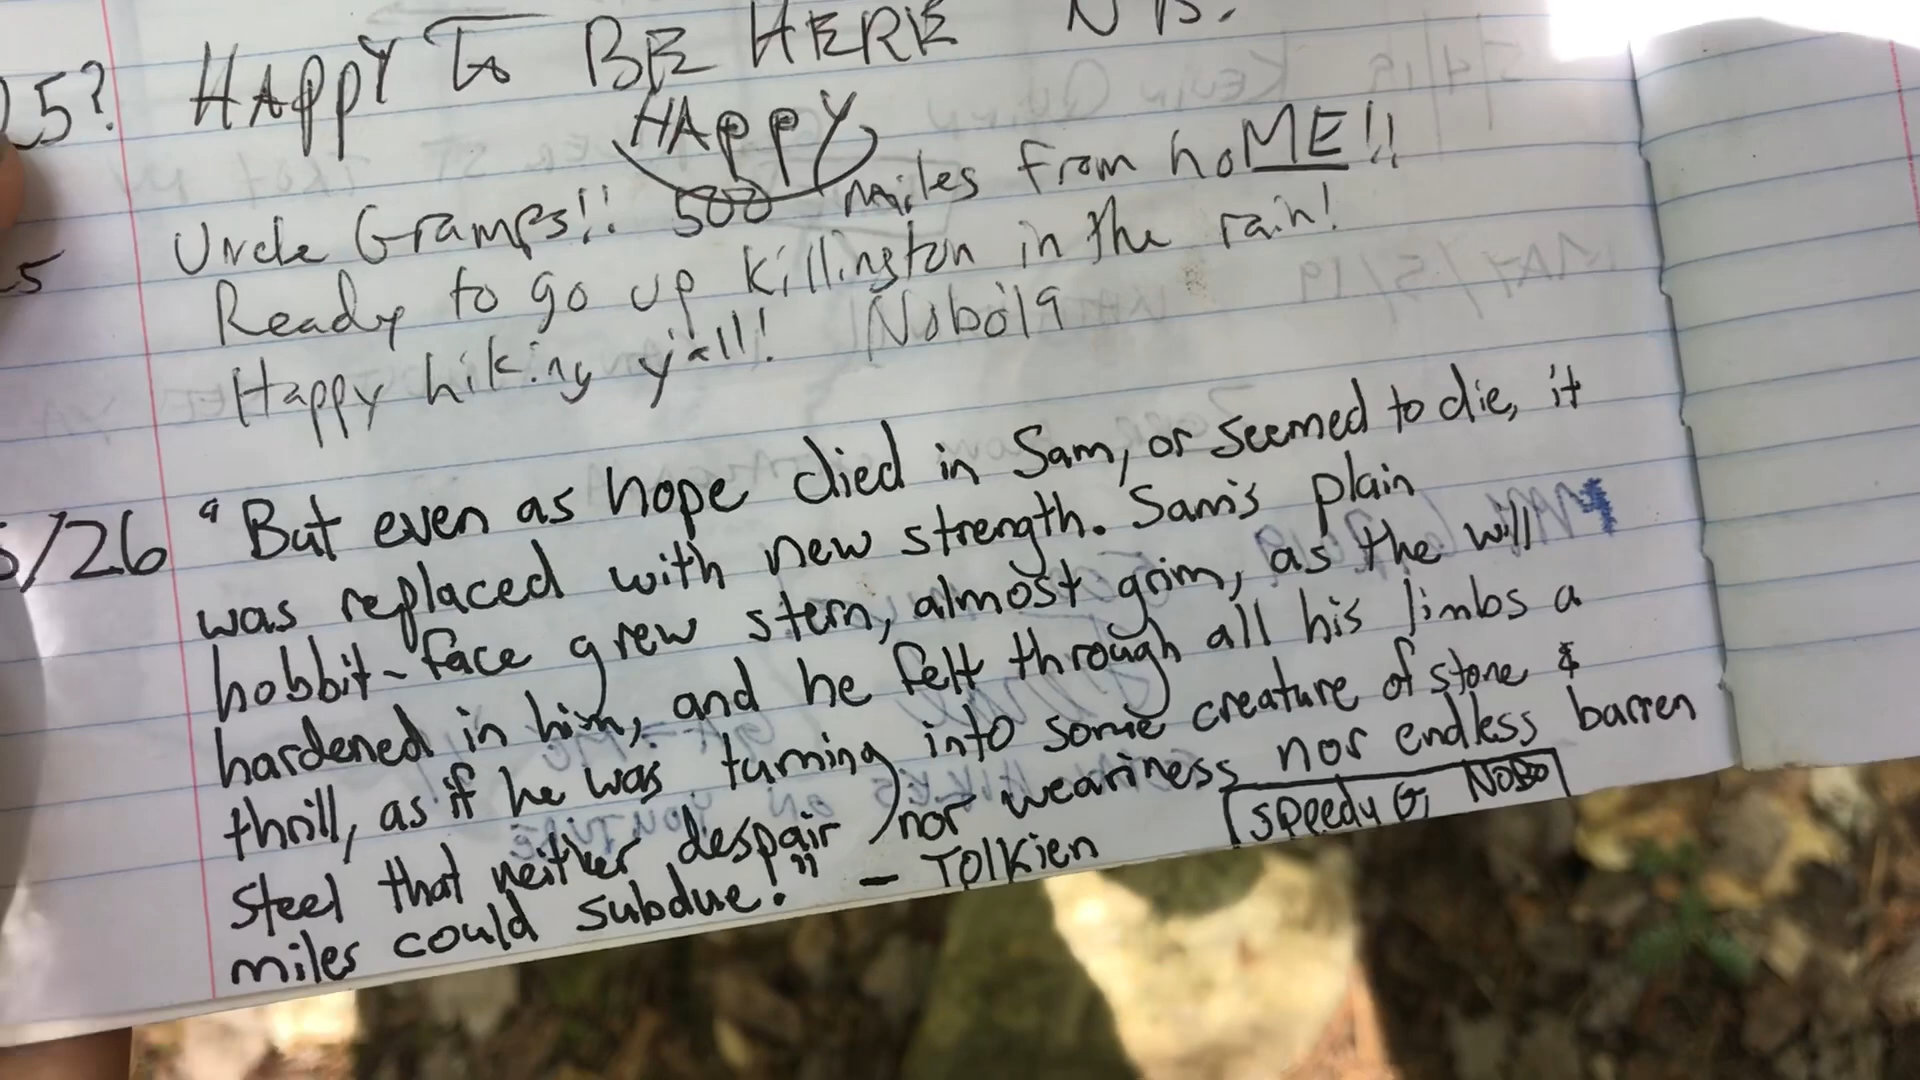 25? HAPPY To BE HERE NB.
HAPPY
Uncle Gramps!! 500 miles from hoME!!
Ready to go up Killington in the rain!
Happy hiking y'all! Nobo'19
5/26 "But even as hope died in Sam, or seemed to die, it
was replaced with new strength. Sam's plain
hobbit-face grew stern, almost grim, as the will
hardened in him, and he felt through all his limbs a
thrill, as if he was turning into some creature of stone &
steel that neither despair nor weariness nor endless barren
miles could subdue." - Tolkien
Speedy G, NOBO